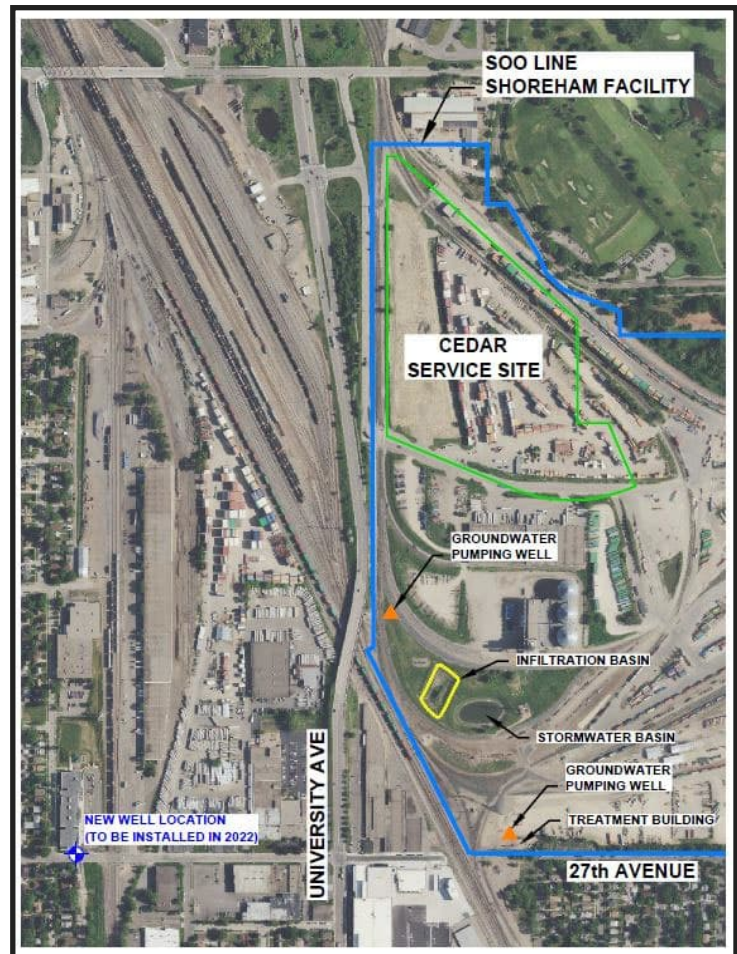 SOO LINE
SHOREHAM FACILITY
CEDAR
SERVICE SITE
GROUNDWATER
PUMPING WELL
INFILTRATION BASIN
STORMWATER BASIN
GROUNDWATER
PUMPING WELL
TREATMENT BUILDING
NEW WELL LOCATION
(TO BE INSTALLED IN 2022)
UNIVERSITY AVE
27th AVENUE